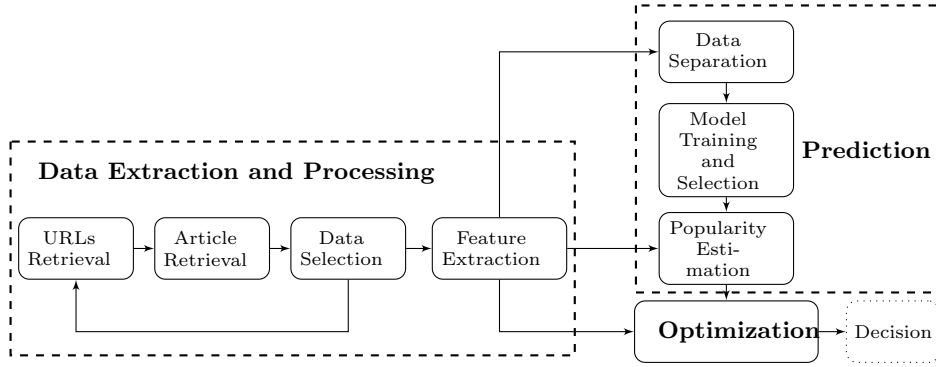 Data
Separation
Model
Training
and
Selection
Prediction
Data Extraction and Processing
URLs
Retrieval
Article
Retrieval
Data
Selection
Feature
Extraction
Popularity
Esti-
mation
Optimization
Decision